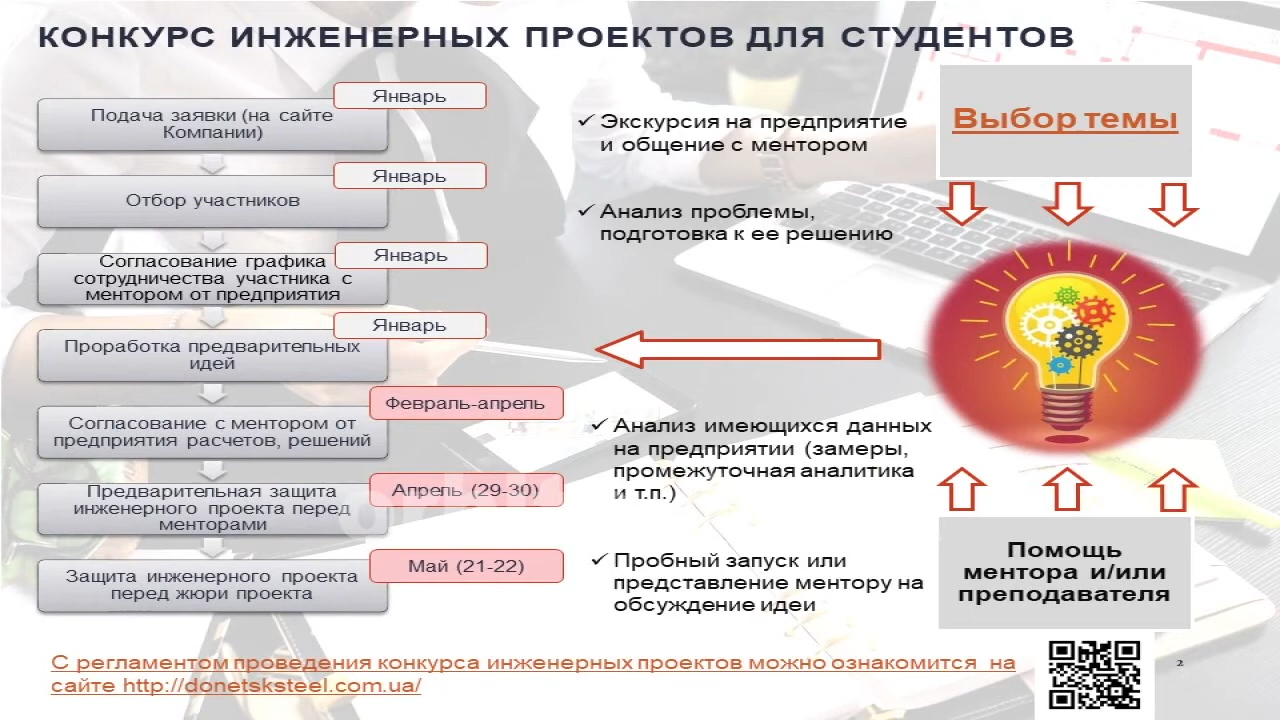 КОНКУРС ИНЖЕНЕРНЫХ ПРОЕКТОВ ДЛЯ СТУДЕНТОВ
Январь
Подача заявки (на сайте
Компании)
Январь
Отбор участников
Январь
Согласование графика
сотрудничества участника с
ментором от предприятия
Январь
Проработка предварительных
идей
Февраль-апрель
Согласование с ментором от
предприятия расчетов, решений
Апрель (29-30)
Предварительная защита
инженерного проекта перед
менторами
Май (21-22)
Защита инженерного проекта
перед жюри проекта
✓ Экскурсия на предприятие
и общение с ментором
✓ Анализ проблемы,
подготовка к ее решению
✓ Анализ имеющихся данных
на предприятии (замеры,
промежуточная аналитика
и т.п.)
✓ Пробный запуск или
представление ментору на
обсуждение идеи
Выбор темы
Помощь
ментора и/или
преподавателя
С регламентом проведения конкурса инженерных проектов можно ознакомится на
сайте http://donetsksteel.com.ua/
2